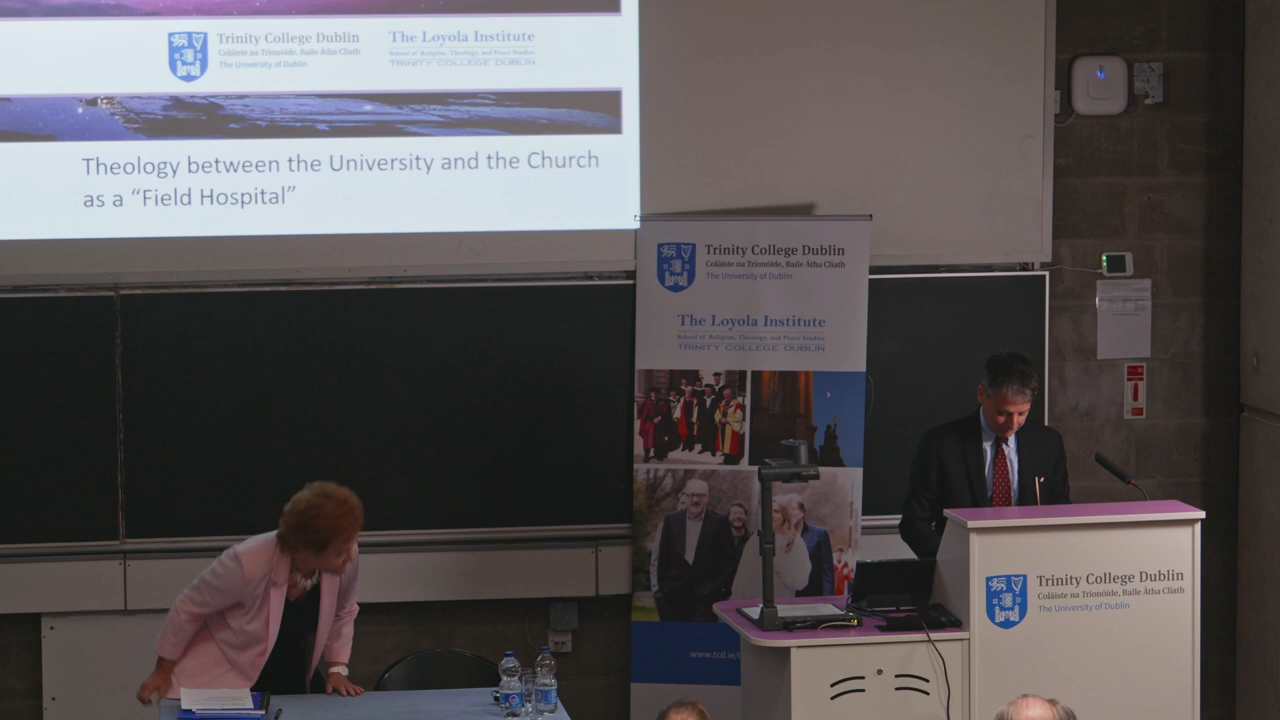 Trinity College Dublin
Coláiste na Tríonóide, Baile Átha Cliath
The University of Dublin
The Loyola Institute
School of Religion, Theology, and Peace Studies
TRINITY COLLEGE DUBLIN
Theology between the University and the Church
as a “Field Hospital”
Trinity College Dublin
Coláiste na Tríonóide, Baile Átha Cliath
The University of Dublin
The Loyola Institute
School of Religion, Theology, and Peace Studies
TRINITY COLLEGE DUBLIN
www.tcd.ie/
Trinity College Dublin
Coláiste na Tríonóide, Baile Átha Cliath
The University of Dublin